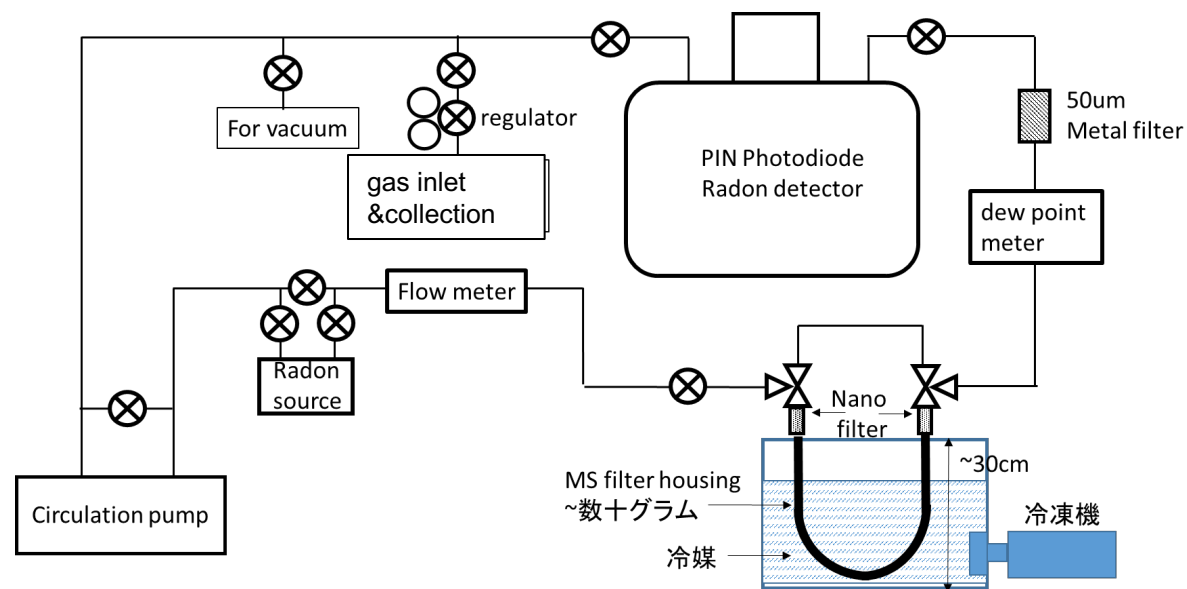 For vacuum
regulator
gas inlet
&collection
PIN Photodiode
Radon detector
50um
Metal filter
dew point
meter
Flow meter
Radon
source
Nano
filter
~30cm
MS filter housing
~数十グラム
冷媒
冷凍機
Circulation pump